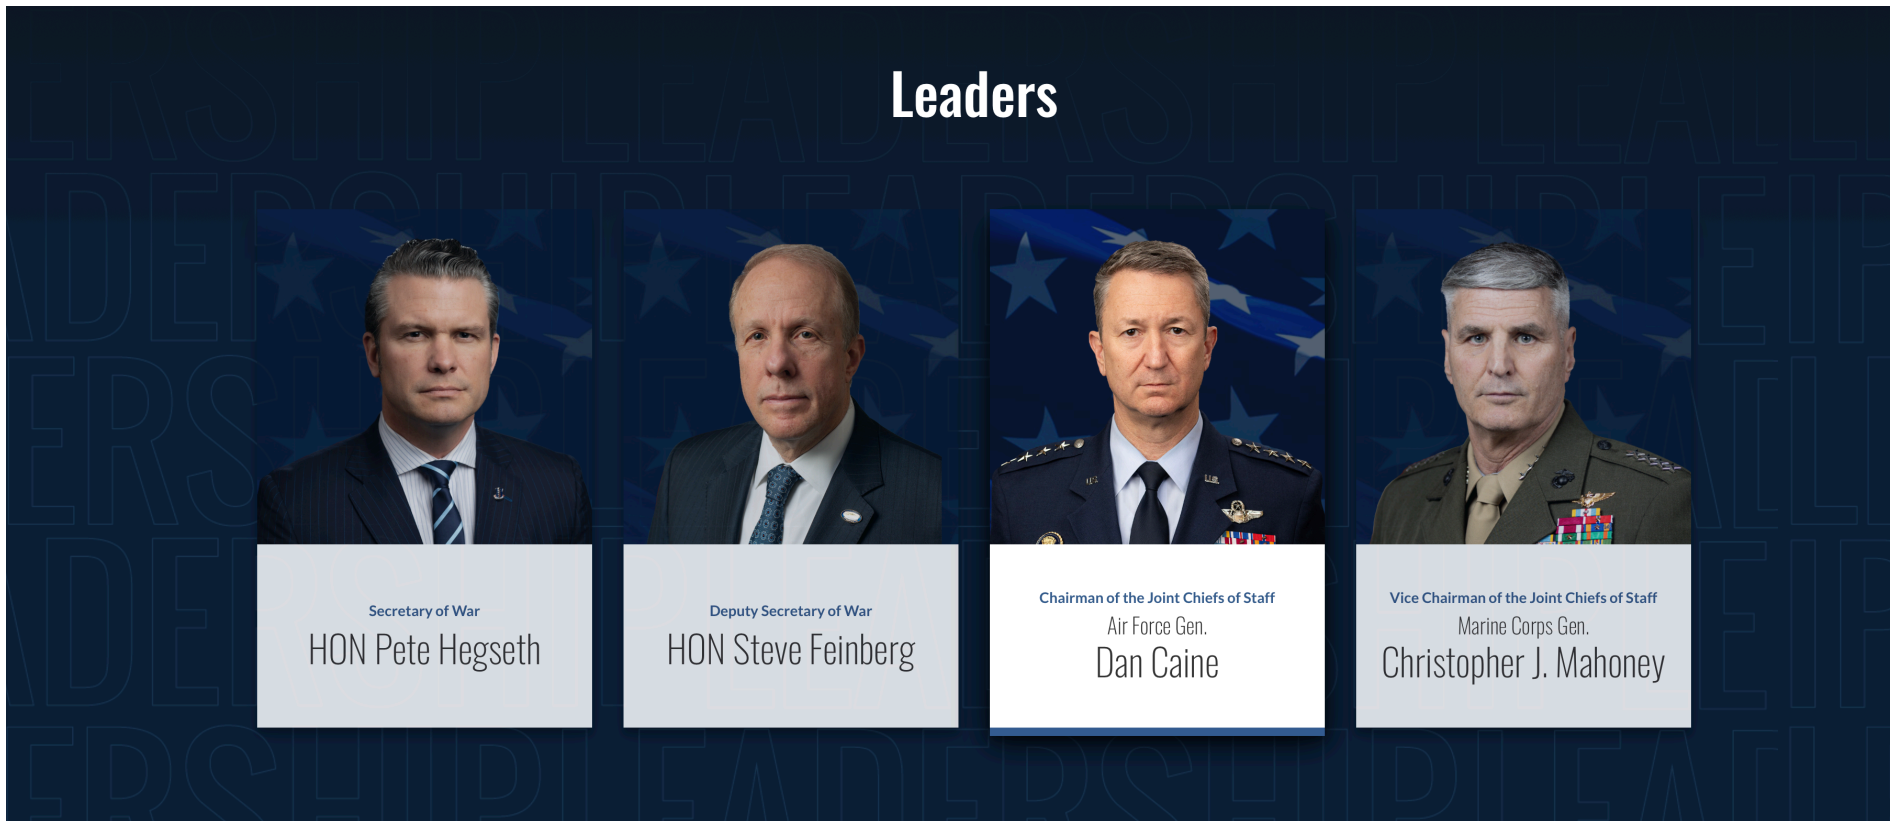 Leaders
Secretary of War
HON Pete Hegseth
Deputy Secretary of War
HON Steve Feinberg
Chairman of the Joint Chiefs of Staff
Air Force Gen.
Dan Caine
Vice Chairman of the Joint Chiefs of Staff
Marine Corps Gen.
Christopher J. Mahoney